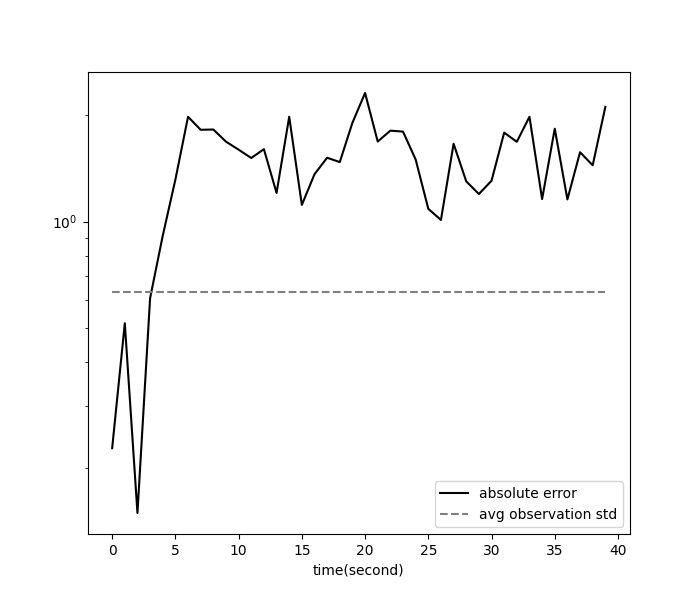 10⁰
0 5 10 15 20 25 30 35 40
time(second)
absolute error
avg observation std